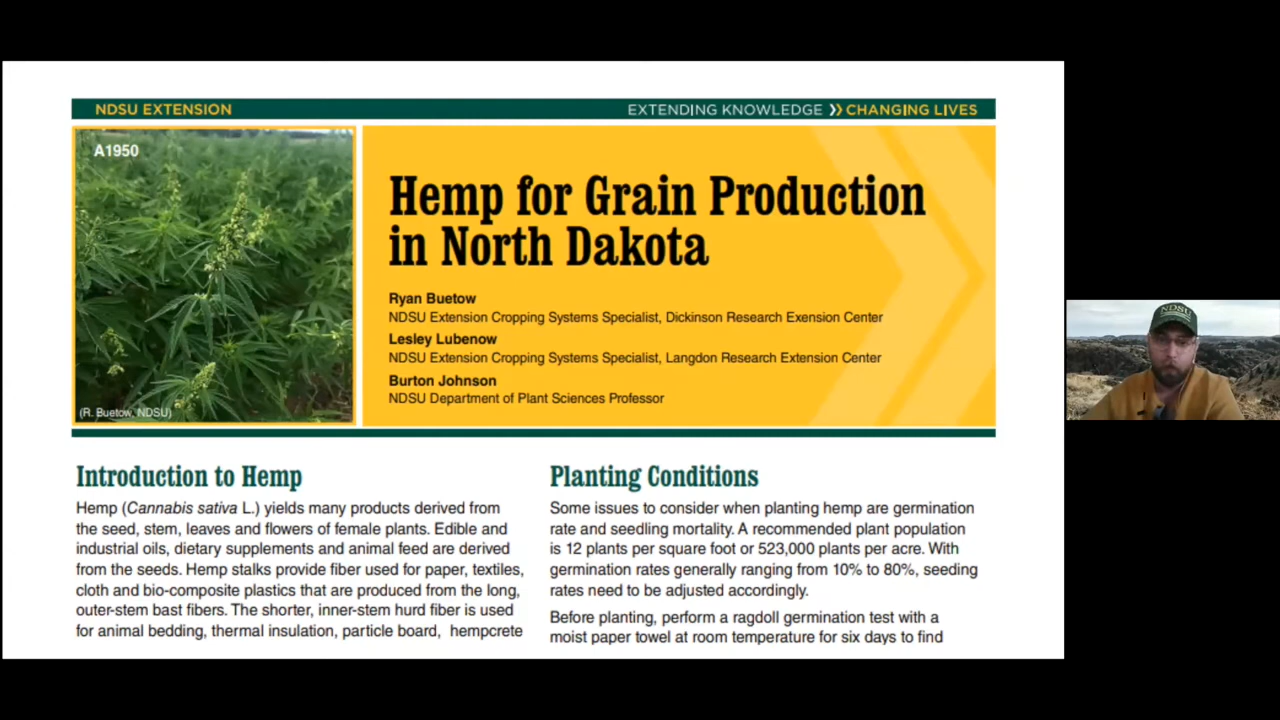 NDSU EXTENSION
EXTENDING KNOWLEDGE » CHANGING LIVES
A1950
(R. Buetow, NDSU)
Hemp for Grain Production
in North Dakota
Ryan Buetow
NDSU Extension Cropping Systems Specialist, Dickinson Research Exension Center
Lesley Lubenow
NDSU Extension Cropping Systems Specialist, Langdon Research Extension Center
Burton Johnson
NDSU Department of Plant Sciences Professor
Introduction to Hemp
Hemp (Cannabis sativa L.) yields many products derived from
the seed, stem, leaves and flowers of female plants. Edible and
industrial oils, dietary supplements and animal feed are derived
from the seeds. Hemp stalks provide fiber used for paper, textiles,
cloth and bio-composite plastics that are produced from the long,
outer-stem bast fibers. The shorter, inner-stem hurd fiber is used
for animal bedding, thermal insulation, particle board, hempcrete
Planting Conditions
Some issues to consider when planting hemp are germination
rate and seedling mortality. A recommended plant population
is 12 plants per square foot or 523,000 plants per acre. With
germination rates generally ranging from 10% to 80%, seeding
rates need to be adjusted accordingly.
Before planting, perform a ragdoll germination test with a
moist paper towel at room temperature for six days to find
NDSU